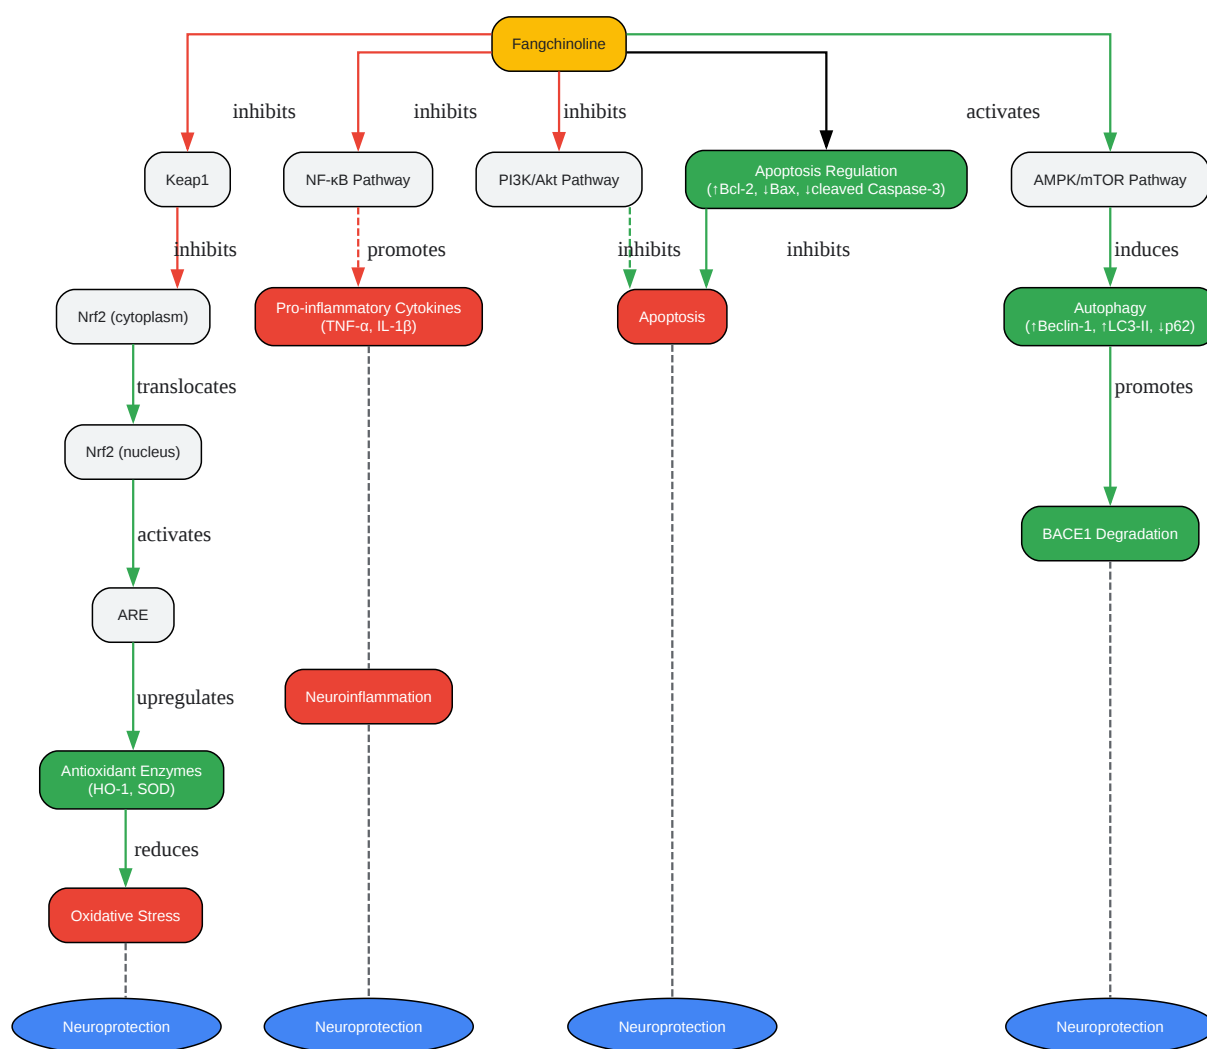 Fangchinoline
inhibits
inhibits
inhibits
activates
Keap1
NF-κB Pathway
PI3K/Akt Pathway
Apoptosis Regulation
(↑Bcl-2, ↓Bax, ↓cleaved Caspase-3)
AMPK/mTOR Pathway
inhibits
promotes
inhibits
inhibits
induces
Nrf2 (cytoplasm)
Pro-inflammatory Cytokines
(TNF-α, IL-1β)
Apoptosis
Autophagy
(↑Beclin-1, ↑LC3-II, ↓p62)
translocates
promotes
Nrf2 (nucleus)
activates
BACE1 Degradation
ARE
upregulates
Neuroinflammation
Antioxidant Enzymes
(HO-1, SOD)
reduces
Oxidative Stress
Neuroprotection
Neuroprotection
Neuroprotection
Neuroprotection